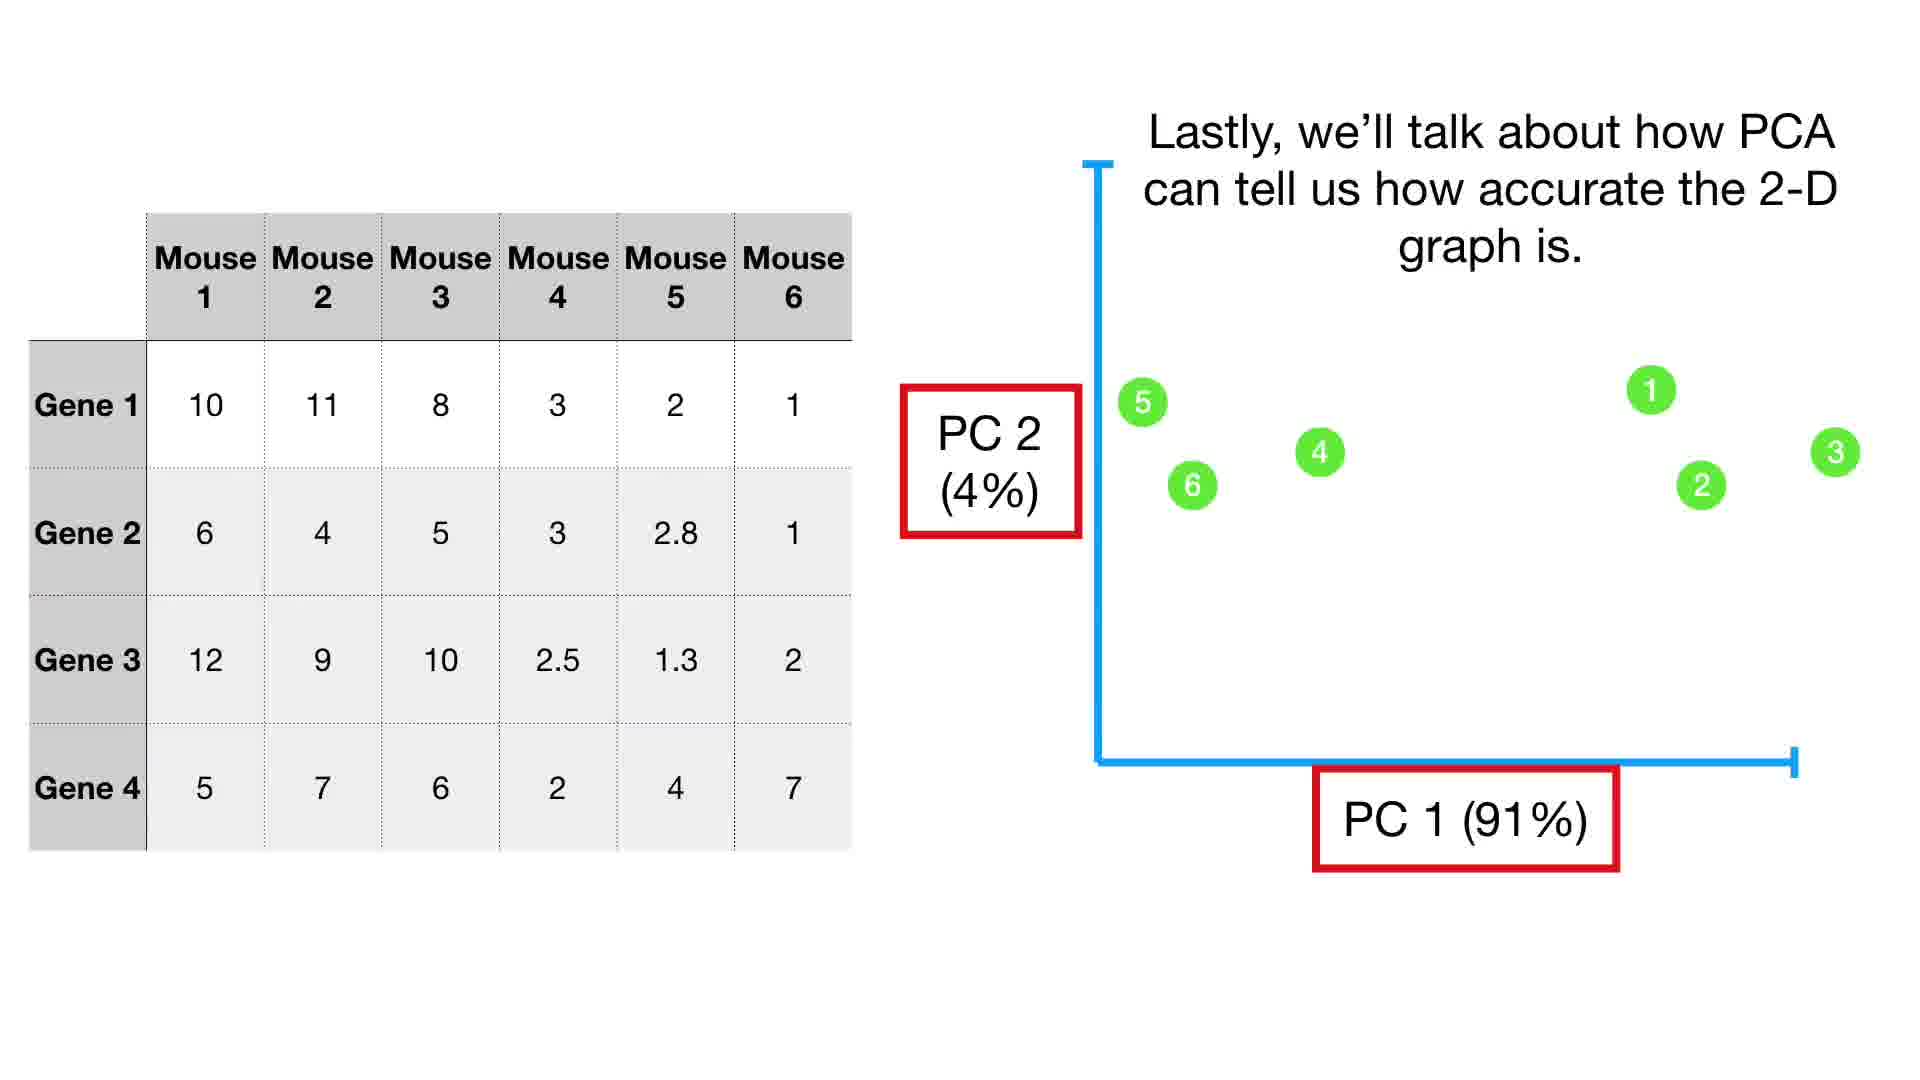 Lastly, we’ll talk about how PCA
can tell us how accurate the 2-D
graph is.
Mouse 1 Mouse 2 Mouse 3 Mouse 4 Mouse 5 Mouse 6
Gene 1 10 11 8 3 2 1
Gene 2 6 4 5 3 2.8 1
Gene 3 12 9 10 2.5 1.3 2
Gene 4 5 7 6 2 4 7
PC 2
(4%)
5
6
4
1
2
3
PC 1 (91%)